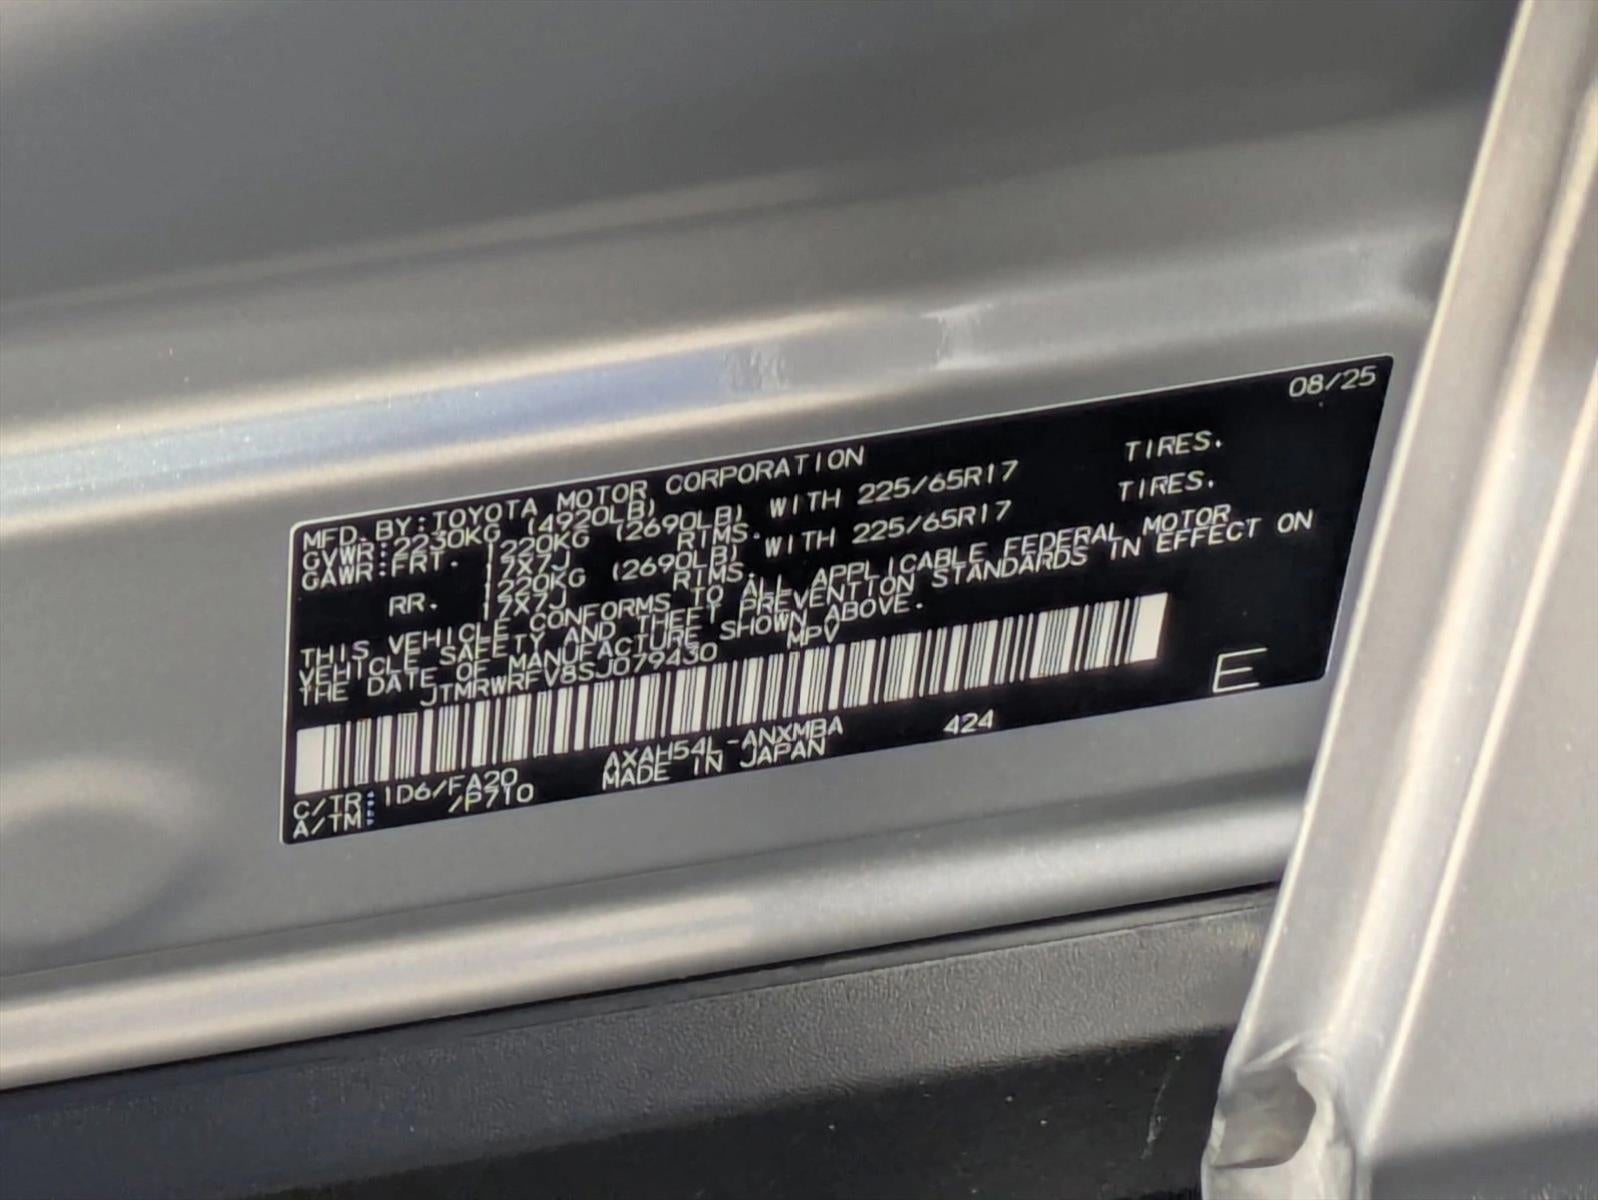 08/25
MFD. BY: TOYOTA MOTOR CORPORATION
GVWR: 2230KG (4920LB)
GAWR: FRT. 1220KG (2690LB) WITH 225/65R17 TIRES.
17X7J RIMS.
RR. 1220KG (2690LB) WITH 225/65R17 TIRES.
17X7J RIMS.
THIS VEHICLE CONFORMS TO ALL APPLICABLE FEDERAL MOTOR
VEHICLE SAFETY AND THEFT PREVENTION STANDARDS IN EFFECT ON
THE DATE OF MANUFACTURE SHOWN ABOVE.
JTMRWRFV8SJ079430 MPV
E
C/TR: 1D6/FA20 AXAH54L-ANXMBA 424
A/TM: /P710 MADE IN JAPAN